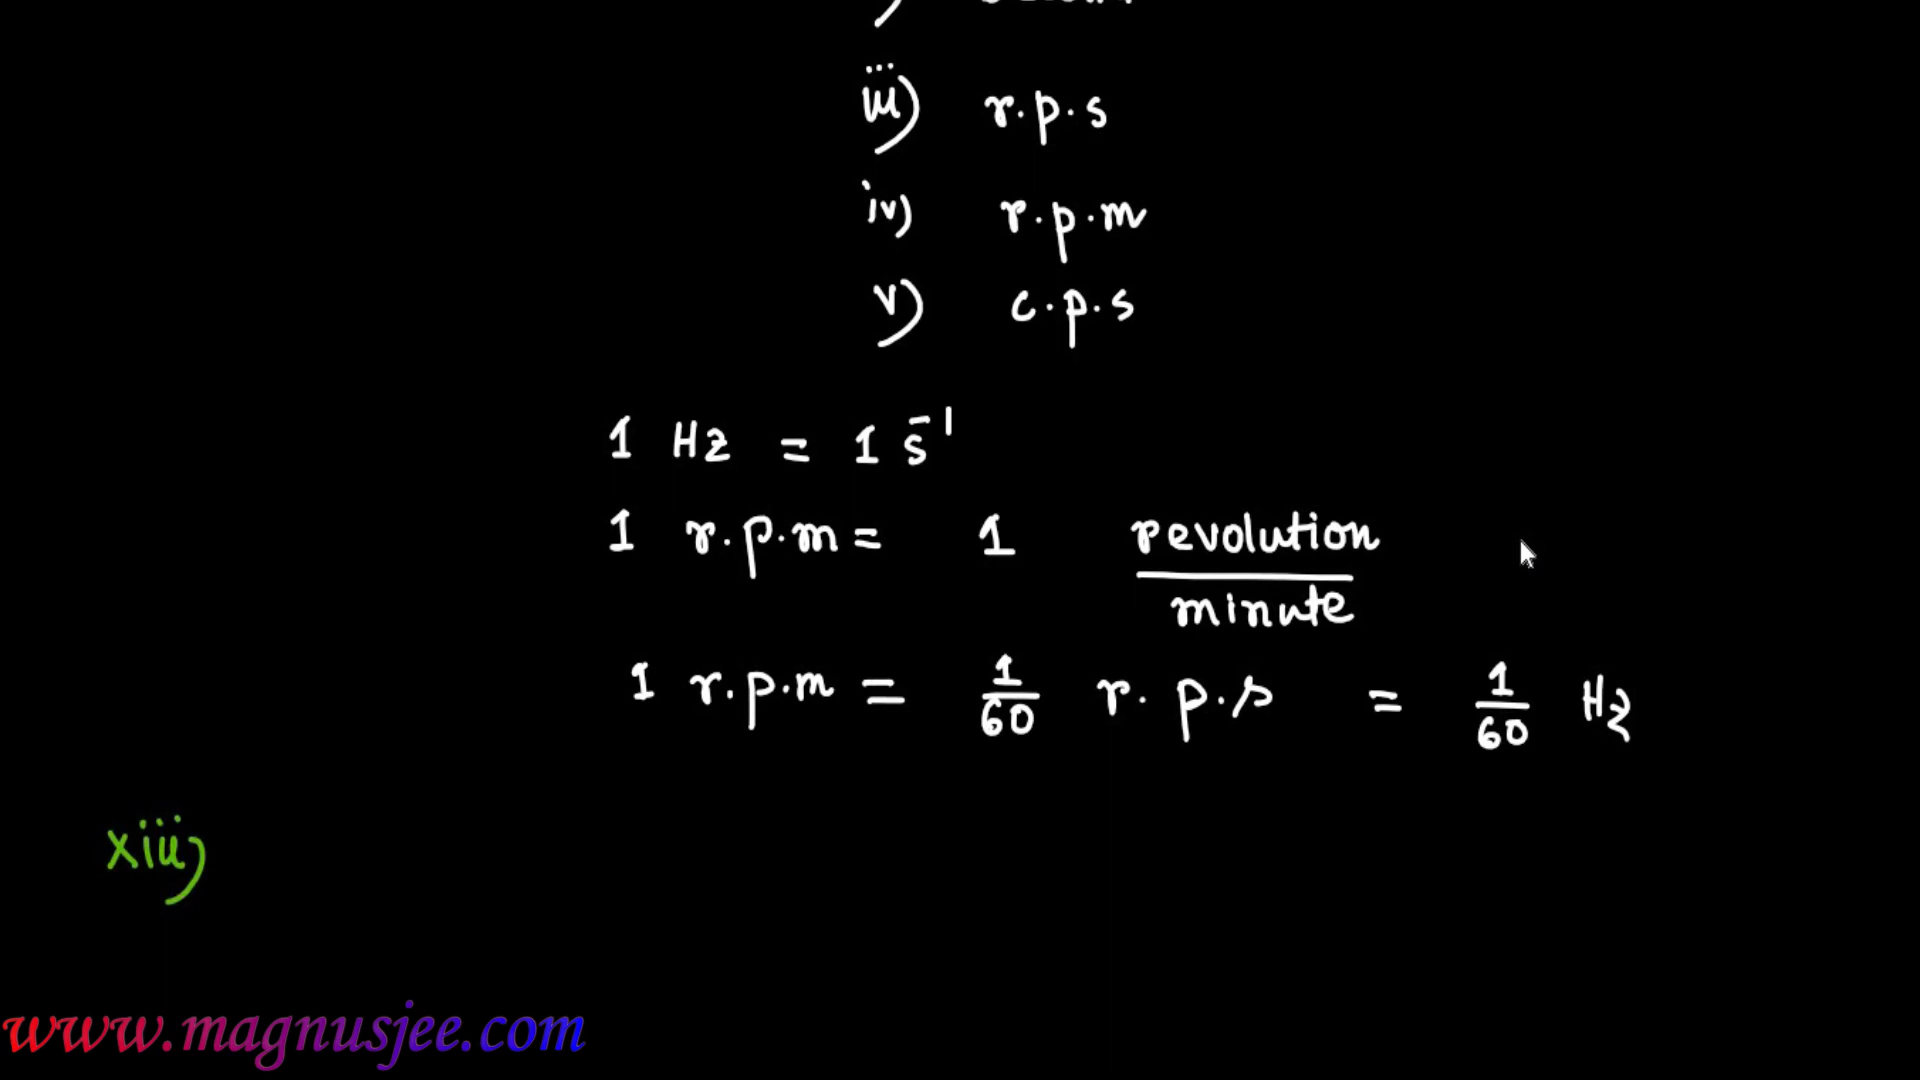 iii) r.p.s
iv) r.p.m
v) c.p.s
1 Hz = 1 s⁻¹
1 r.p.m = 1 revolution/minute
1 r.p.m = 1/60 r.p.s = 1/60 Hz
xiii)
www.magnusjee.com